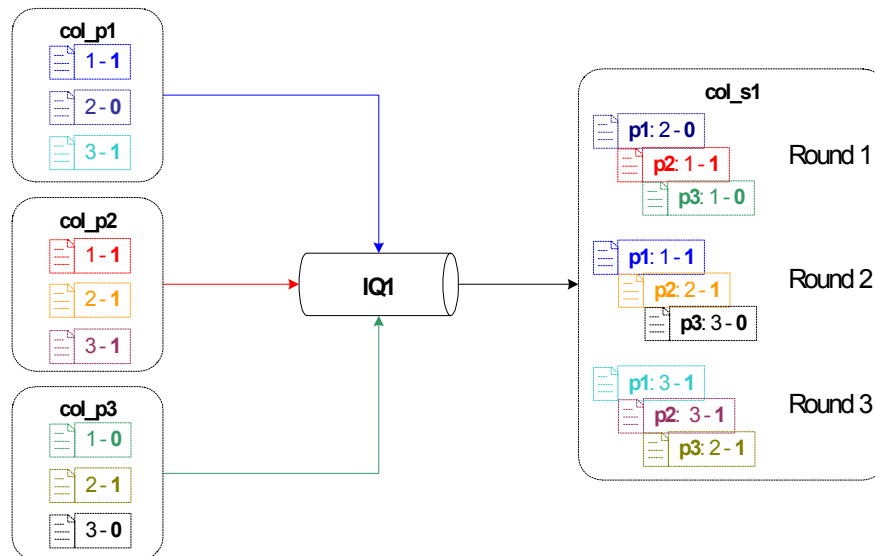 col_p1
1 - 1
2 - 0
3 - 1
col_p2
1 - 1
2 - 1
3 - 1
col_p3
1 - 0
2 - 1
3 - 0
IQ1
col_s1
p1: 2 - 0
p2: 1 - 1
p3: 1 - 0
Round 1
p1: 1 - 1
p2: 2 - 1
p3: 3 - 0
Round 2
p1: 3 - 1
p2: 3 - 1
p3: 2 - 1
Round 3